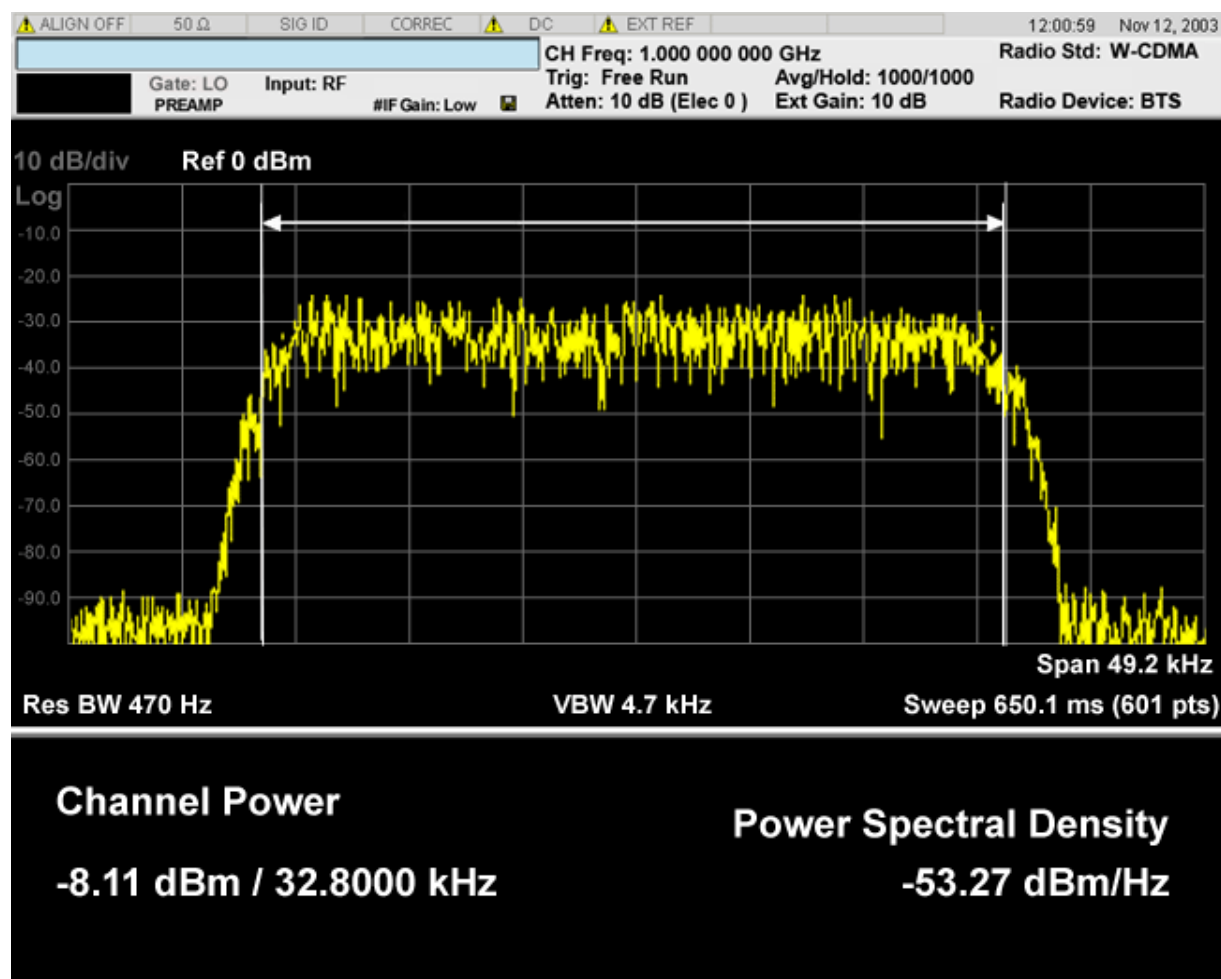 ALIGN OFF 50 Ω SIG ID CORREC DC EXT REF 12:00:59 Nov 12, 2003
CH Freq: 1.000 000 000 GHz Radio Std: W-CDMA
Gate: LO Input: RF Trig: Free Run Avg/Hold: 1000/1000
PREAMP #IF Gain: Low Atten: 10 dB (Elec 0 ) Ext Gain: 10 dB Radio Device: BTS
10 dB/div Ref 0 dBm
Log
-10.0
-20.0
-30.0
-40.0
-50.0
-60.0
-70.0
-80.0
-90.0
Span 49.2 kHz
Res BW 470 Hz VBW 4.7 kHz Sweep 650.1 ms (601 pts)
Channel Power
Power Spectral Density
-8.11 dBm / 32.8000 kHz -53.27 dBm/Hz